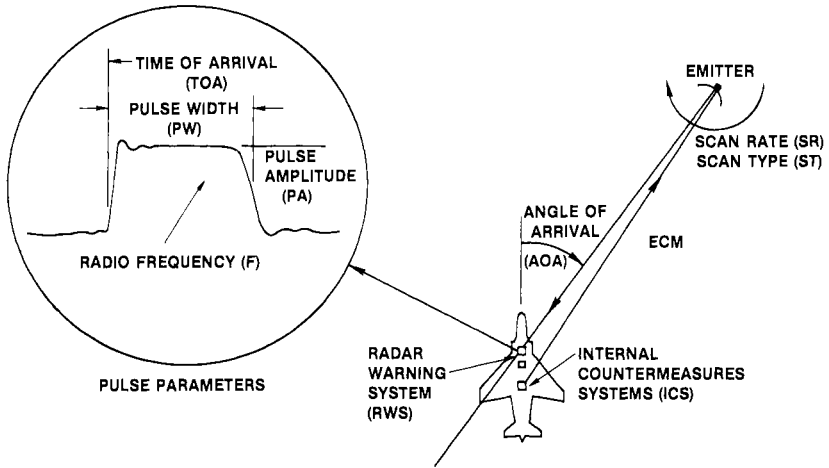 TIME OF ARRIVAL
(TOA)
PULSE WIDTH
(PW)
PULSE
AMPLITUDE
(PA)
RADIO FREQUENCY (F)
PULSE PARAMETERS
EMITTER
SCAN RATE (SR)
SCAN TYPE (ST)
ANGLE OF
ARRIVAL
(AOA)
ECM
RADAR
WARNING
SYSTEM
(RWS)
INTERNAL
COUNTERMEASURES
SYSTEMS (ICS)